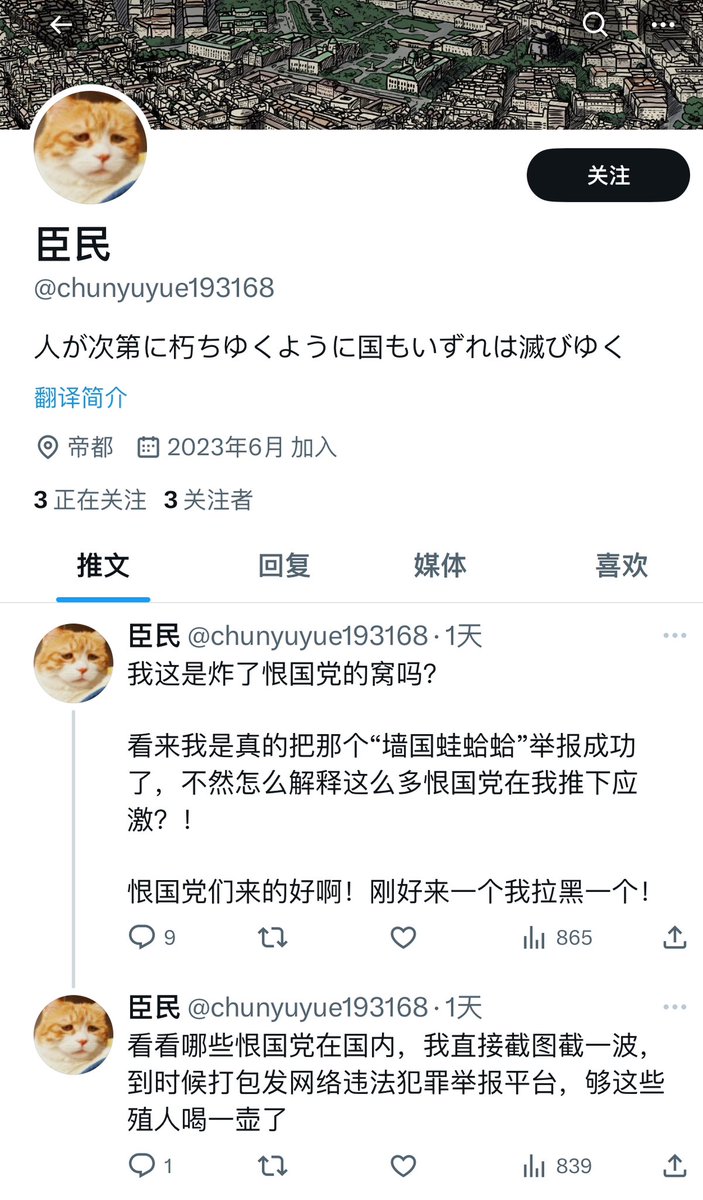 关注
臣民
@chunyuyue193168
人が次第に朽ちゆくように国もいずれは滅びゆく
翻译简介
帝都 2023年6月 加入
3 正在关注 3 关注者
推文 回复 媒体 喜欢
臣民 @chunyuyue193168·1天
我这是炸了恨国党的窝吗？
看来我是真的把那个“墙国蛙蛤蛤”举报成功
了，不然怎么解释这么多恨国党在我推下应
激？！
恨国党们来的好啊！刚好来一个我拉黑一个！
9 865
臣民 @chunyuyue193168·1天
看看哪些恨国党在国内，我直接截图截一波，
到时候打包发网络违法犯罪举报平台，够这些
殖人喝一壶了
1 839